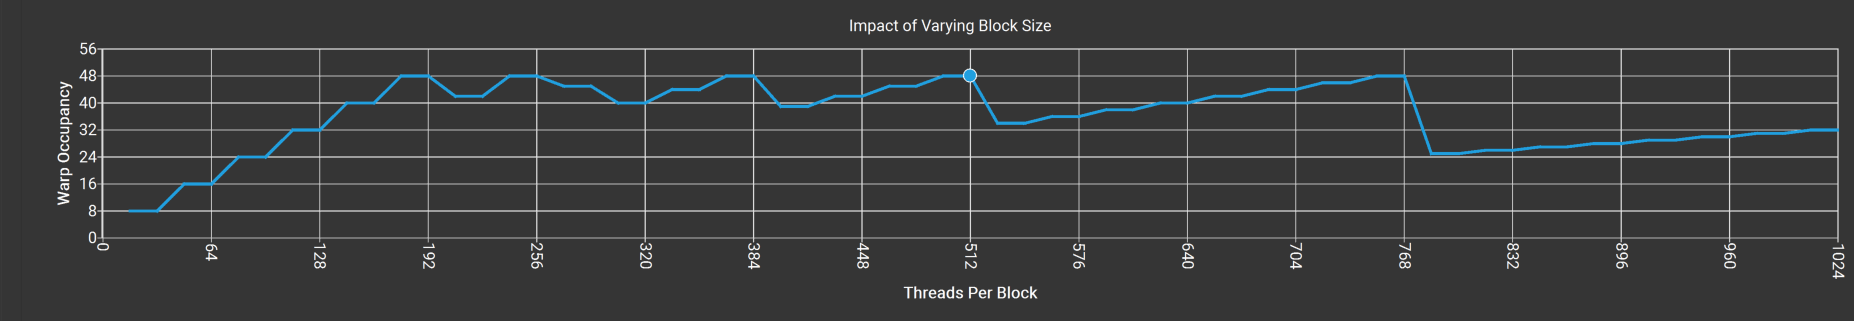 Impact of Varying Block Size
Warp Occupancy
56
48
40
32
24
16
8
0
0 64 128 192 256 320 384 448 512 576 640 704 768 832 896 960 1024
Threads Per Block